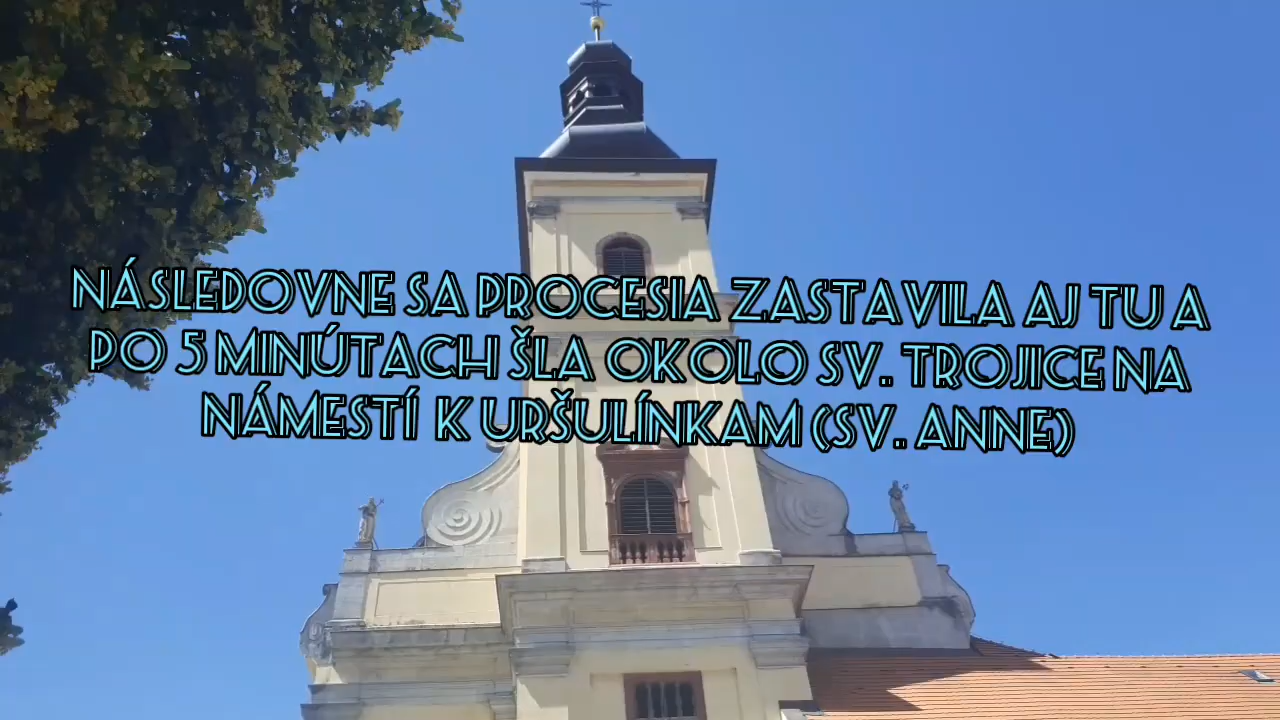 NÁSLEDOVNE SA PROCESIA ZASTAVILA AJ TU A
PO 5 MINÚTACH ŠLA OKOLO SV. TROJICE NA
NÁMESTÍ K URŠULÍNKAM (SV. ANNE)